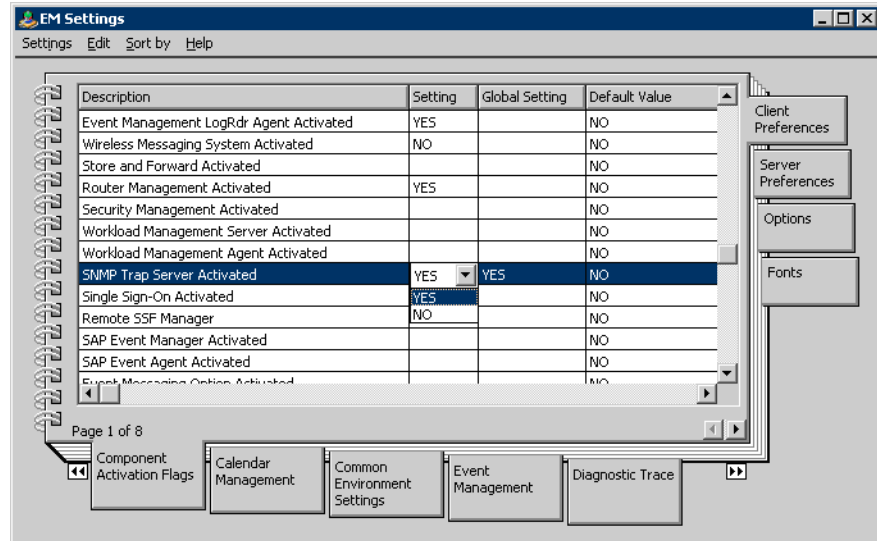 EM Settings
Settings Edit Sort by Help
Description Setting Global Setting Default Value
Event Management LogRdr Agent Activated YES NO
Wireless Messaging System Activated NO NO
Store and Forward Activated NO
Router Management Activated YES NO
Security Management Activated NO
Workload Management Server Activated NO
Workload Management Agent Activated NO
SNMP Trap Server Activated YES YES NO
Single Sign-On Activated YES NO
Remote SSF Manager NO NO
SAP Event Manager Activated NO
SAP Event Agent Activated NO
Event Messaging Option Activated NO
Page 1 of 8
Client
Preferences
Server
Preferences
Options
Fonts
Component
Activation Flags
Calendar
Management
Common
Environment
Settings
Event
Management
Diagnostic Trace